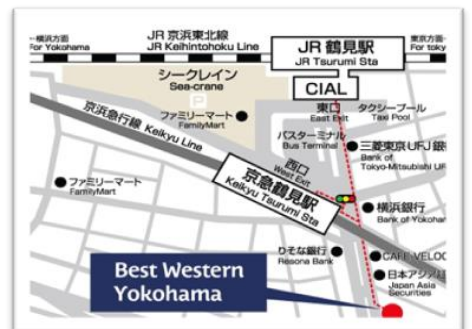 横浜方面
For Yokohama
JR 京浜東北線
JR Keihintohoku Line
JR 鶴見駅
JR Tsurumi Sta
東京方面
For toky
シークレイン
Sea-crane
P
CIAL
東口
East Exit
タクシープール
Taxi Pool
京浜急行線 Keikyu Line
ファミリーマート
FamilyMart
バスターミナル
Bus Terminal
三菱東京UFJ銀
Bank of
Tokyo-Mitsubishi UF
西口
West Exit
ファミリーマート
FamilyMart
京急鶴見駅
Keikyu Tsurumi Sta
横浜銀行
Bank of Yokohar
りそな銀行
Resona Bank
CAFF-VELOC
日本アジア
Japan Asia
Securities
Best Western
Yokohama